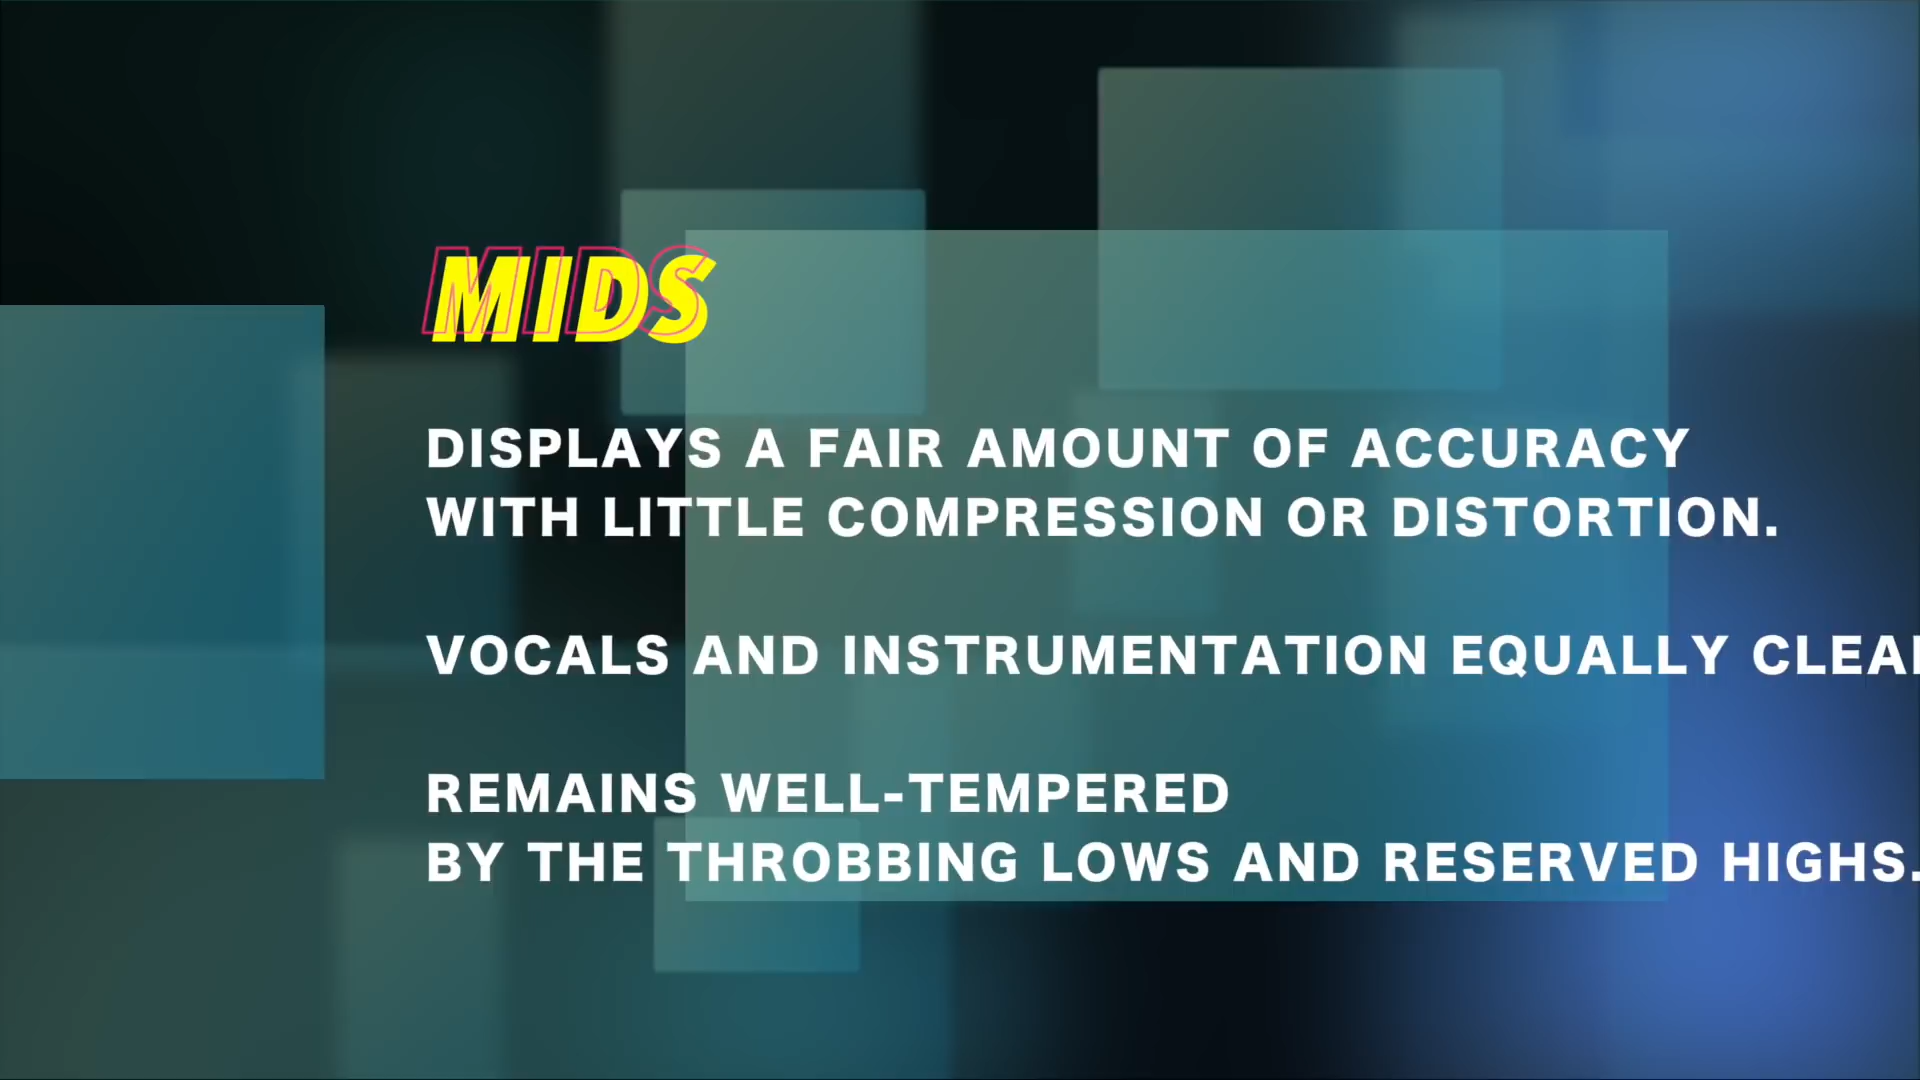 MIDS
DISPLAYS A FAIR AMOUNT OF ACCURACY
WITH LITTLE COMPRESSION OR DISTORTION.
VOCALS AND INSTRUMENTATION EQUALLY
REMAINS WELL-TEMPERED
BY THE THROBBING LOWS AND RESERVED HIGHS.